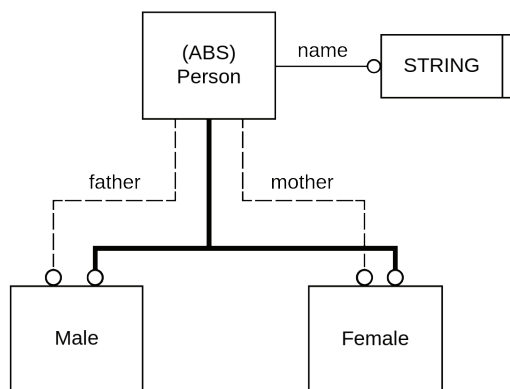 (ABS)
Person
name
STRING
father
mother
Male
Female